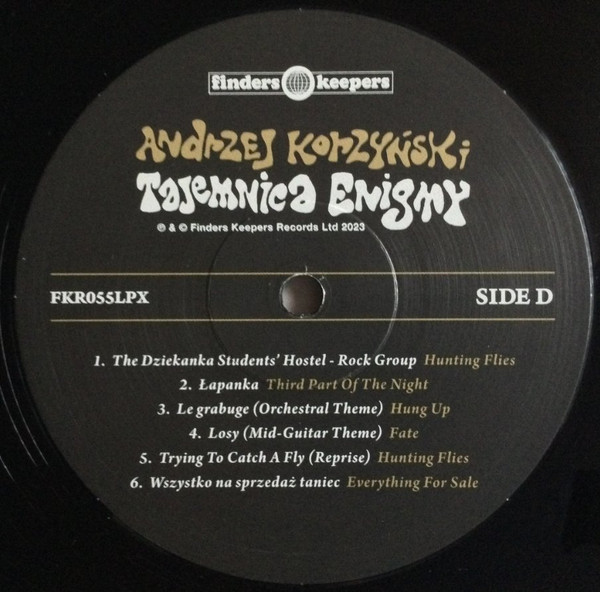 finders keepers
Andrzej Korzyński
Tajemnica Enigmy
℗ & © Finders Keepers Records Ltd 2023
FKR055LPX SIDE D
1. The Dziekanka Students' Hostel - Rock Group Hunting Flies
2. Łapanka Third Part Of The Night
3. Le grabuge (Orchestral Theme) Hung Up
4. Losy (Mid-Guitar Theme) Fate
5. Trying To Catch A Fly (Reprise) Hunting Flies
6. Wszystko na sprzedaż taniec Everything For Sale